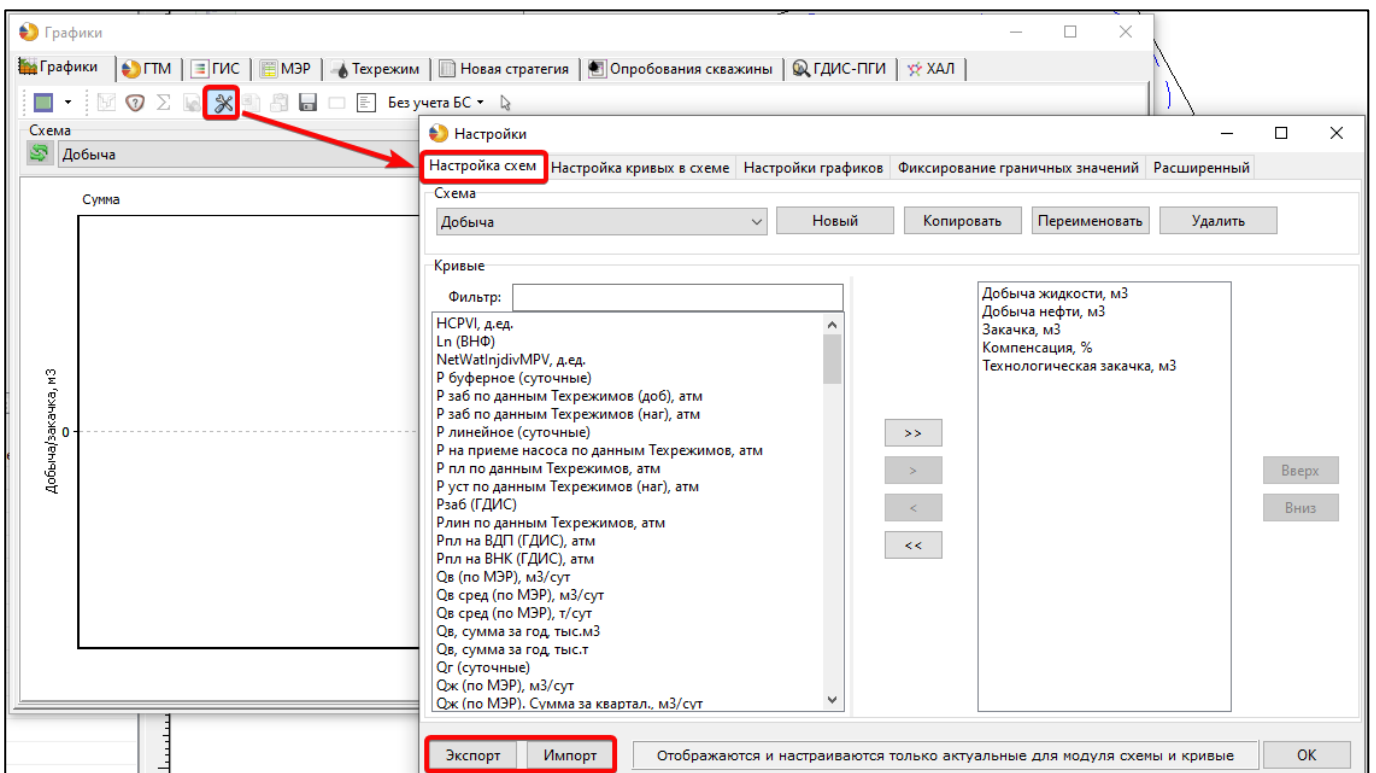 Графики
Графики ГТМ ГИС МЭР Техрежим Новая стратегия Опробования скважины ГДИС-ПГИ ХАЛ
Без учета БС
Схема
Добыча
Сумма
Добыча/закачка, м3
0
Настройки
Настройка схем Настройка кривых в схеме Настройки графиков Фиксирование граничных значений Расширенный
Схема
Добыча Новый Копировать Переименовать Удалить
Кривые
Фильтр:
HCPVI, д.ед.
Ln (ВНФ)
NetWatInjdivMPV, д.ед.
P буферное (суточные)
P заб по данным Техрежимов (доб), атм
P заб по данным Техрежимов (наг), атм
P линейное (суточные)
P на приеме насоса по данным Техрежимов, атм
P пл по данным Техрежимов, атм
P уст по данным Техрежимов (наг), атм
Pзаб (ГДИС)
Pлин по данным Техрежимов, атм
Pпл на ВДП (ГДИС), атм
Pпл на ВНК (ГДИС), атм
Qв (по МЭР), м3/сут
Qв сред (по МЭР), м3/сут
Qв сред (по МЭР), т/сут
Qв, сумма за год, тыс.м3
Qв, сумма за год, тыс.т
Qг (суточные)
Qж (по МЭР), м3/сут
Qж (по МЭР). Сумма за квартал., м3/сут
>>
>
<
<<
Добыча жидкости, м3
Добыча нефти, м3
Закачка, м3
Компенсация, %
Технологическая закачка, м3
Вверх
Вниз
Экспорт Импорт Отображаются и настраиваются только актуальные для модуля схемы и кривые OK